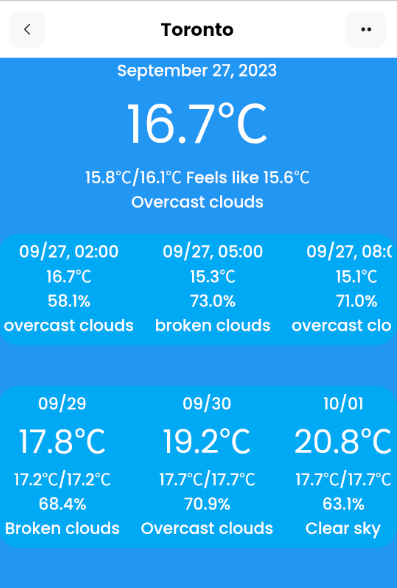 Toronto
September 27, 2023
16.7°C
15.8°C/16.1°C Feels like 15.6°C
Overcast clouds
09/27, 02:00 09/27, 05:00 09/27, 08:0
16.7°C 15.3°C 15.1°C
58.1% 73.0% 71.0%
overcast clouds broken clouds overcast clo
09/29 09/30 10/01
17.8°C 19.2°C 20.8°C
17.2°C/17.2°C 17.7°C/17.7°C 17.7°C/17.7°C
68.4% 70.9% 63.1%
Broken clouds Overcast clouds Clear sky